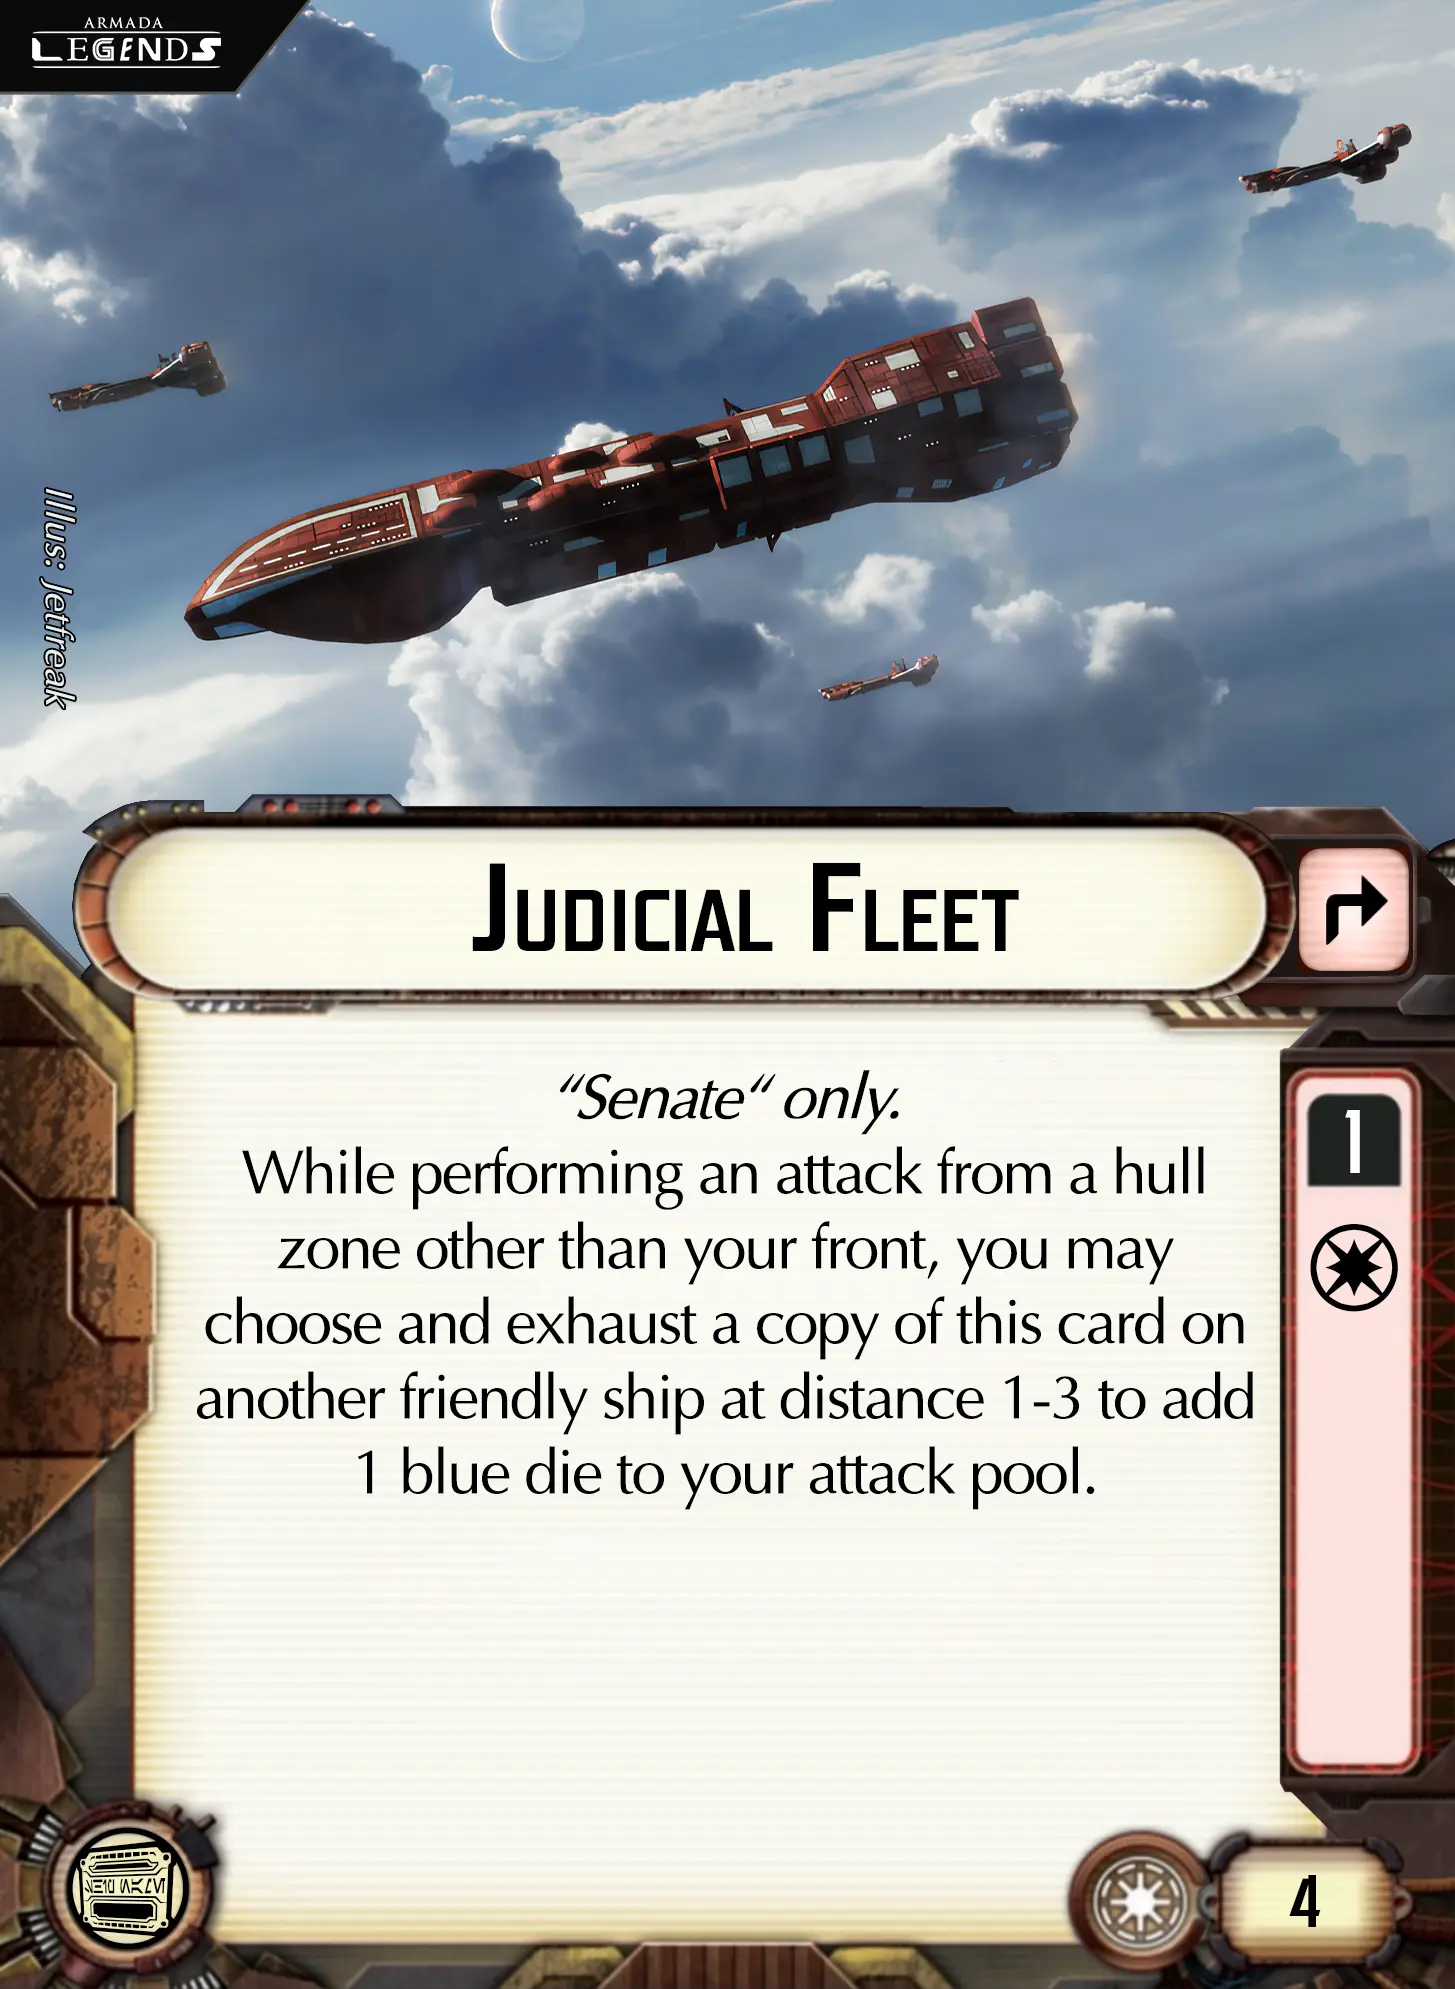 ARMADA
LEGENDS
Illus: Jetfreak
JUDICIAL FLEET
“Senate“ only.
While performing an attack from a hull
zone other than your front, you may
choose and exhaust a copy of this card on
another friendly ship at distance 1-3 to add
1 blue die to your attack pool.
1
4